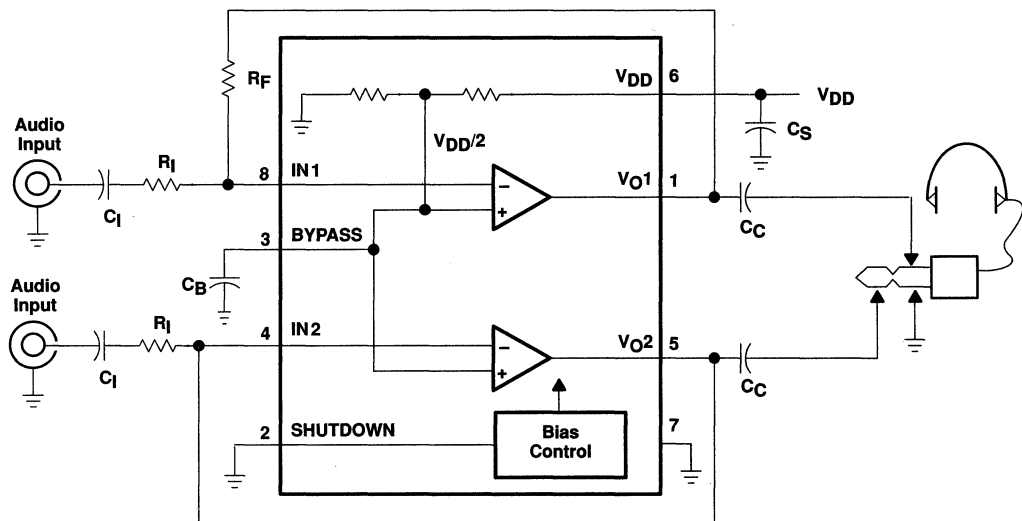 RF
VDD 6
VDD
CS
VDD/2
Audio
Input
RI
CI
8 IN1
−
+
VO1 1
CC
3 BYPASS
CB
Audio
Input
RI
CI
4 IN2
−
+
VO2 5
CC
2 SHUTDOWN
Bias
Control
7